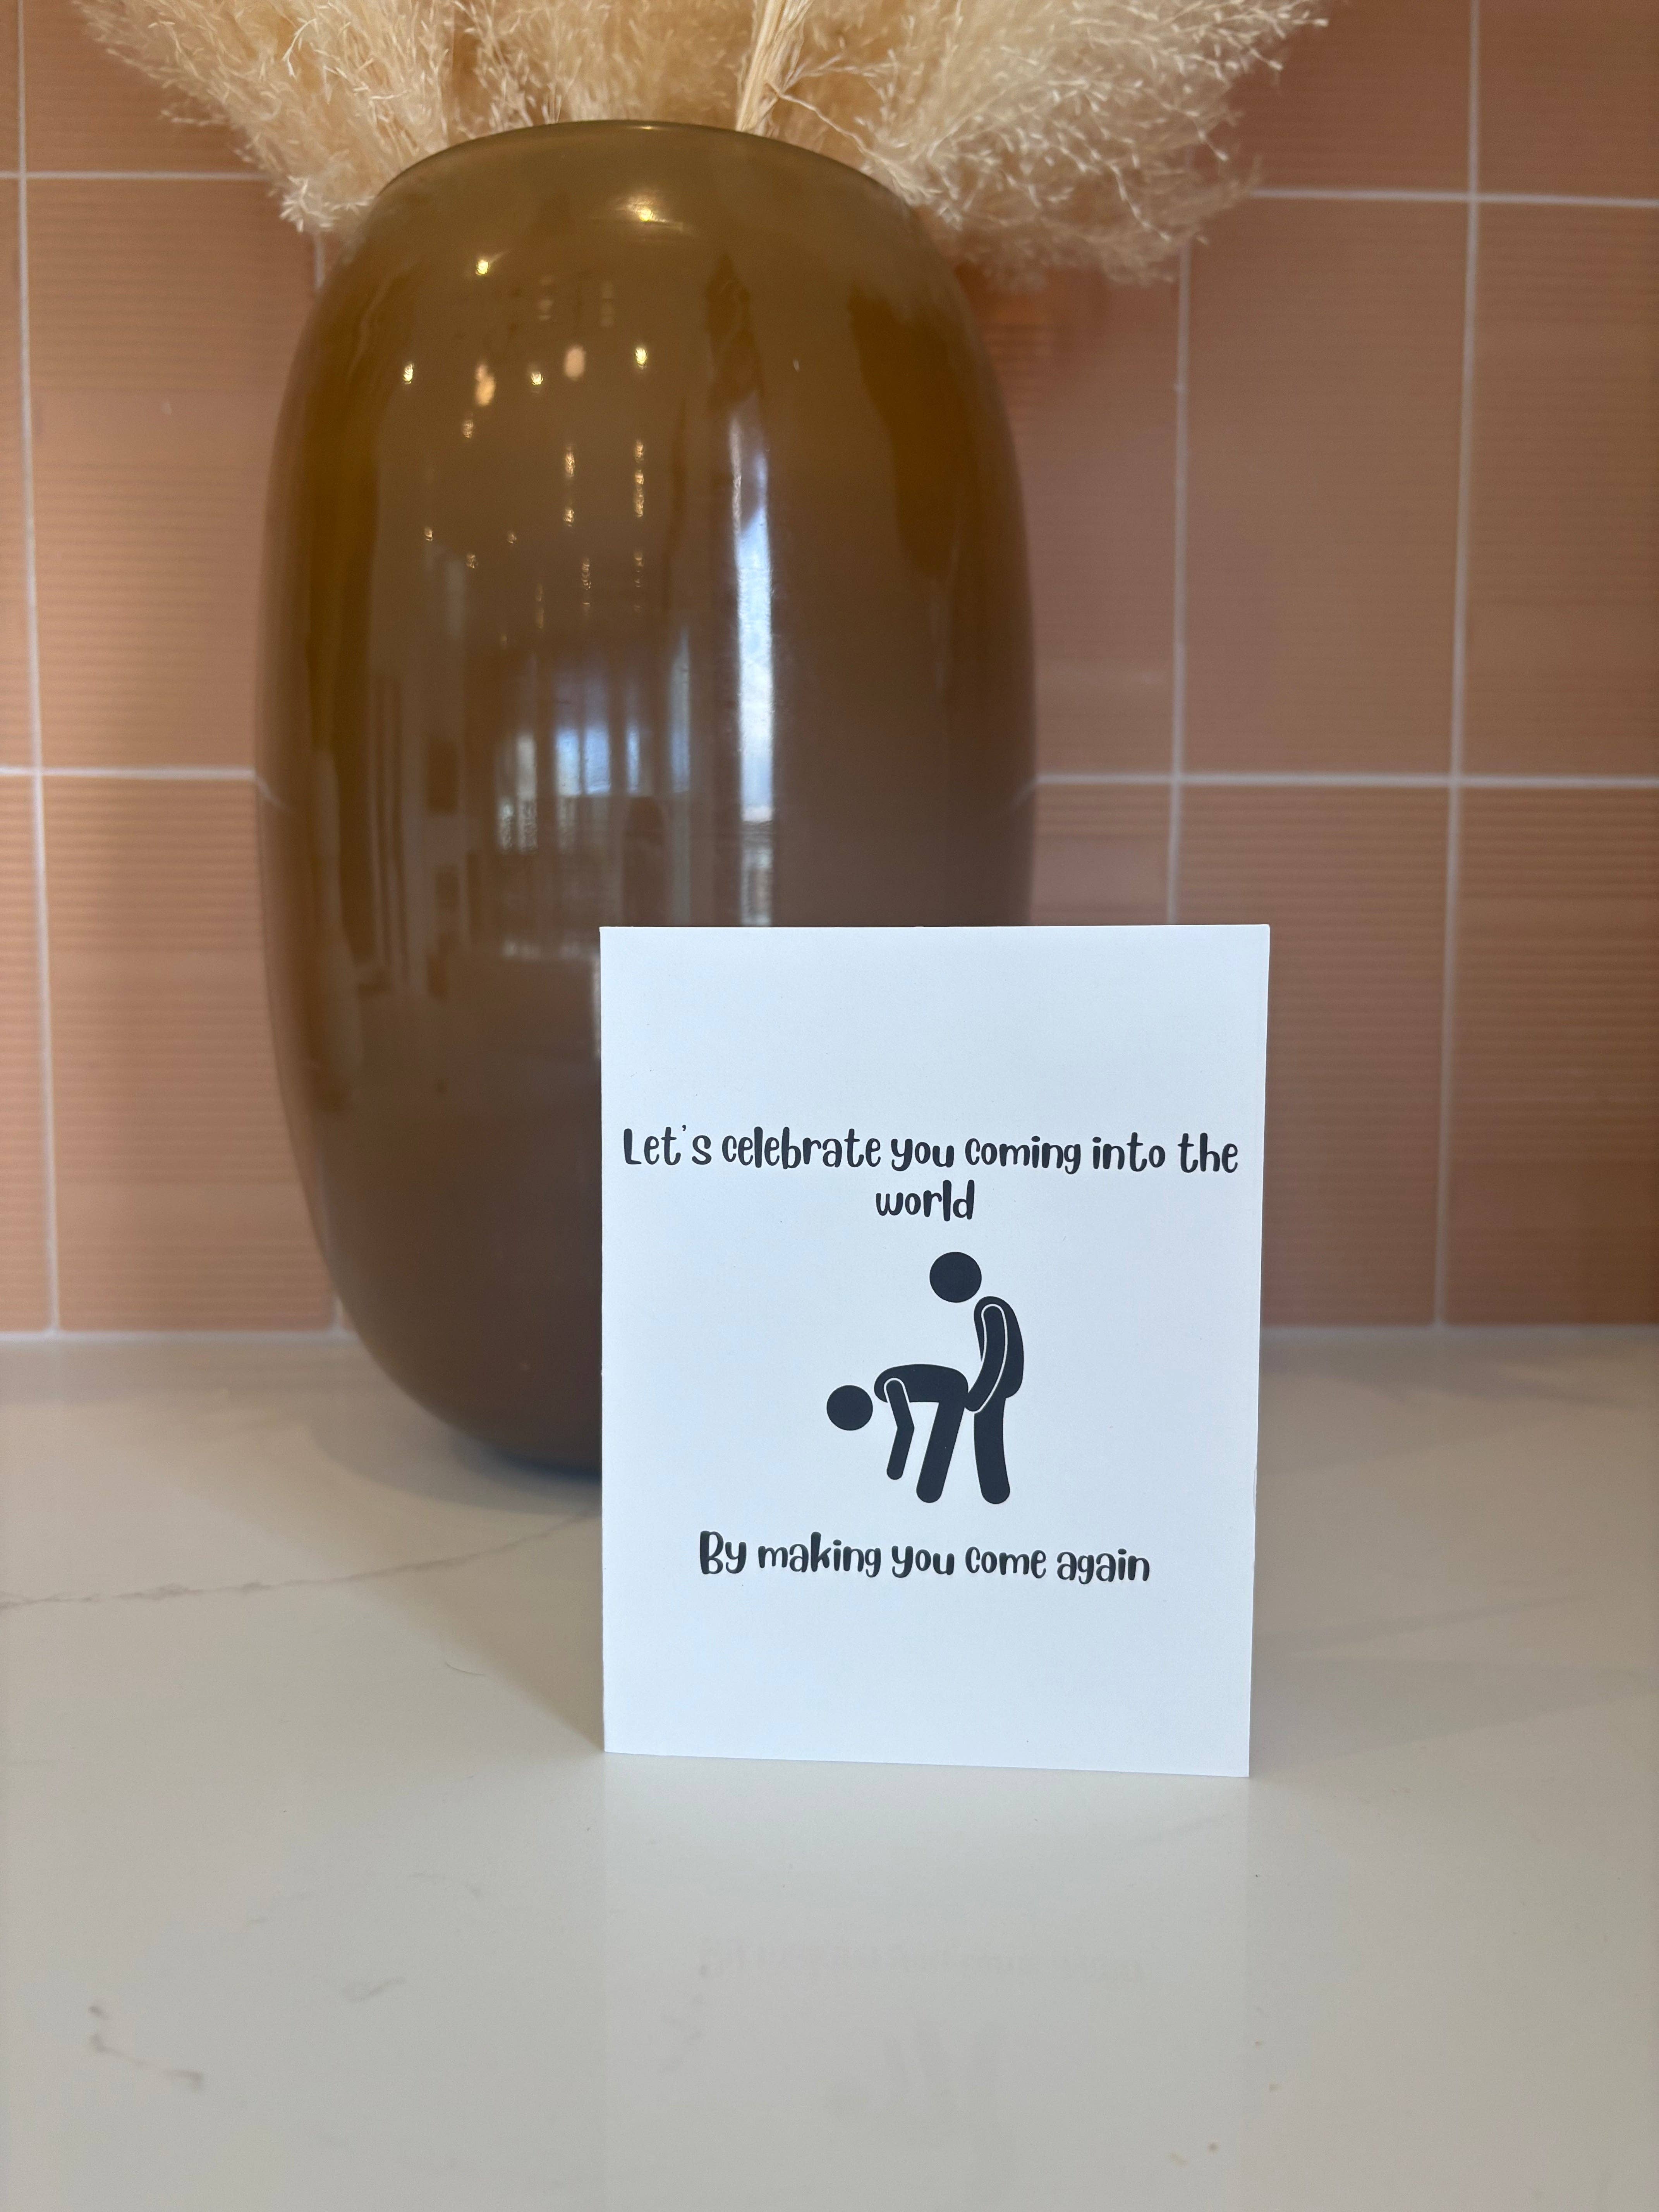 Let's celebrate you coming into the
world
By making you come again